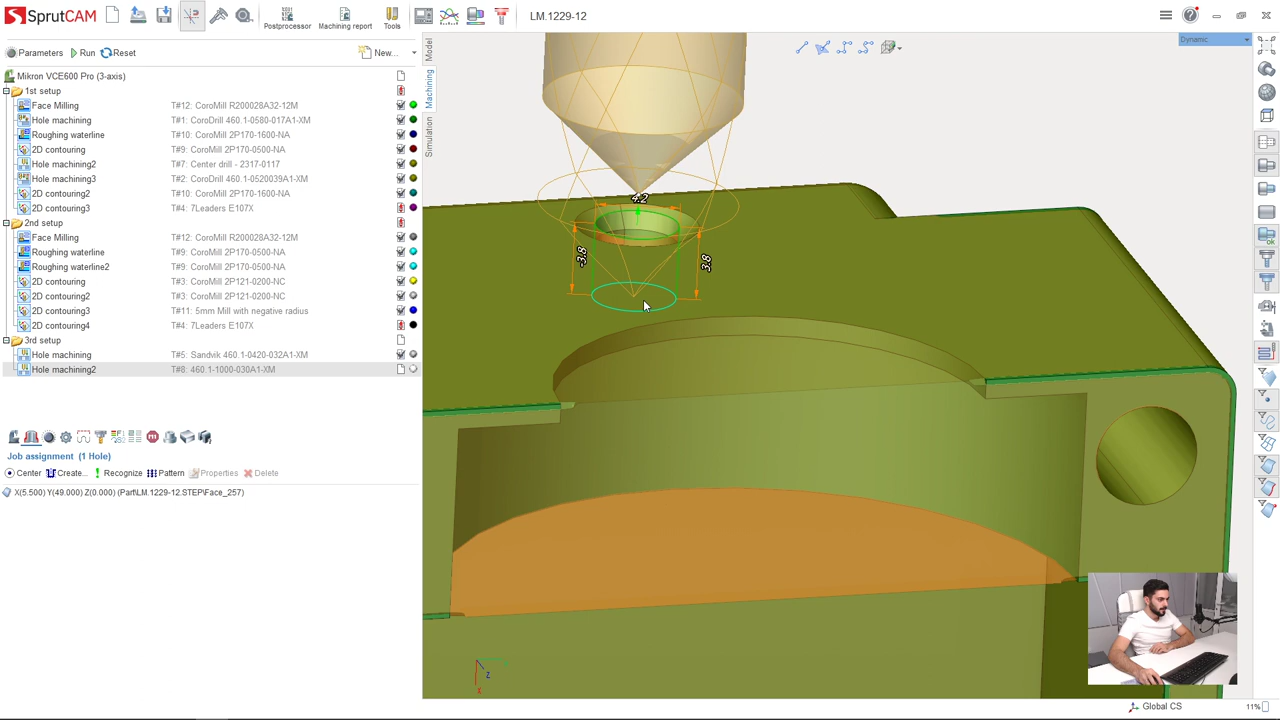 SprutCAM
Postprocessor
Machining report
Tools
LM.1229-12
Parameters
Run
Reset
New...
Dynamic
Model
Machining
Simulation
Mikron VCE600 Pro (3-axis)
1st setup
Face Milling T#12: CoroMill R200028A32-12M
Hole machining T#1: CoroDrill 460.1-0580-017A1-XM
Roughing waterline T#10: CoroMill 2P170-1600-NA
2D contouring T#9: CoroMill 2P170-0500-NA
Hole machining2 T#7: Center drill - 2317-0117
Hole machining3 T#2: CoroDrill 460.1-0520039A1-XM
2D contouring2 T#10: CoroMill 2P170-1600-NA
2D contouring3 T#4: 7Leaders E107X
2nd setup
Face Milling T#12: CoroMill R200028A32-12M
Roughing waterline T#9: CoroMill 2P170-0500-NA
Roughing waterline2 T#9: CoroMill 2P170-0500-NA
2D contouring T#3: CoroMill 2P121-0200-NC
2D contouring2 T#3: CoroMill 2P121-0200-NC
2D contouring3 T#11: 5mm Mill with negative radius
2D contouring4 T#4: 7Leaders E107X
3rd setup
Hole machining T#5: Sandvik 460.1-0420-032A1-XM
Hole machining2 T#8: 460.1-1000-030A1-XM
Job assignment (1 Hole)
Center Create... Recognize Pattern Properties Delete
X(5.500) Y(49.000) Z(0.000) (Part\LM.1229-12.STEP\Face_257)
4.2
-3.8
3.8
z
x
Global CS
11%